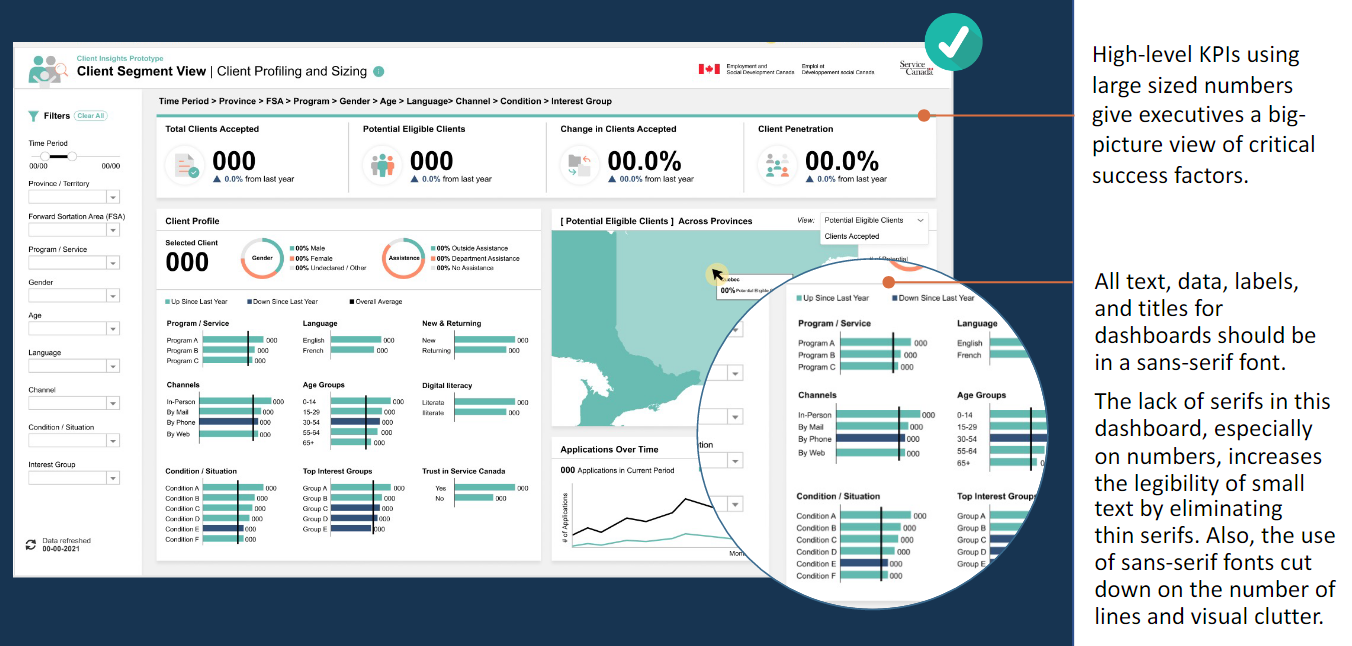 Client Insights Prototype
Client Segment View | Client Profiling and Sizing
Employment and
Social Development Canada
Emploi et
Développement social Canada
Service
Canada
Filters
Clear All
Time Period
00/00 00/00
Province / Territory
Forward Sortation Area (FSA)
Program / Service
Gender
Age
Language
Channel
Condition / Situation
Interest Group
Data refreshed
00-00-2021
Time Period > Province > FSA > Program > Gender > Age > Language> Channel > Condition > Interest Group
Total Clients Accepted
000
▲ 0.0% from last year
Potential Eligible Clients
000
▲ 0.0% from last year
Change in Clients Accepted
00.0%
▲ 00.0% from last year
Client Penetration
00.0%
▲ 0.0% from last year
Client Profile
Selected Client
000
Gender
00% Male
00% Female
00% Undeclared / Other
Assistence
00% Outside Assistance
00% Department Assistance
00% No Assistance
Up Since Last Year Down Since Last Year Overall Average
Program / Service
Program A 000
Program B 000
Program C 000
Language
English 000
French 000
New & Returning
New 000
Returning 000
Channels
In-Person 000
By Mail 000
By Phone 000
By Web 000
Age Groups
0-14 000
15-29 000
30-54 000
55-64 000
65+ 000
Digital literacy
Literate 000
Iliterate 000
Condition / Situation
Condition A 000
Condition B 000
Condition C 000
Condition D 000
Condition E 000
Condition F 000
Top Interest Groups
Group A 000
Group B 000
Group C 000
Group D 000
Group E 000
Trust in Service Canada
Yes 000
No 000
[ Potential Eligible Clients ] Across Provinces
View:
Potential Eligible Clients
Clients Accepted
00% Potential Eligible
Applications Over Time
000 Applications in Current Period
# of Applications
Up Since Last Year Down Since Last Year
Program / Service
Program A 000
Program B 000
Program C 000
Language
English
French
Channels
In-Person 000
By Mail 000
By Phone 000
By Web 000
Age Groups
0-14
15-29
30-54
55-64
65+
Condition / Situation
Condition A 000
Condition B 000
Condition C 000
Condition D 000
Condition E 000
Condition F 000
Top Interest Groups
Group A
Group B
Group C
Group D
Group E
High-level KPIs using
large sized numbers
give executives a big-
picture view of critical
success factors.
All text, data, labels,
and titles for
dashboards should be
in a sans-serif font.
The lack of serifs in this
dashboard, especially
on numbers, increases
the legibility of small
text by eliminating
thin serifs. Also, the use
of sans-serif fonts cut
down on the number of
lines and visual clutter.